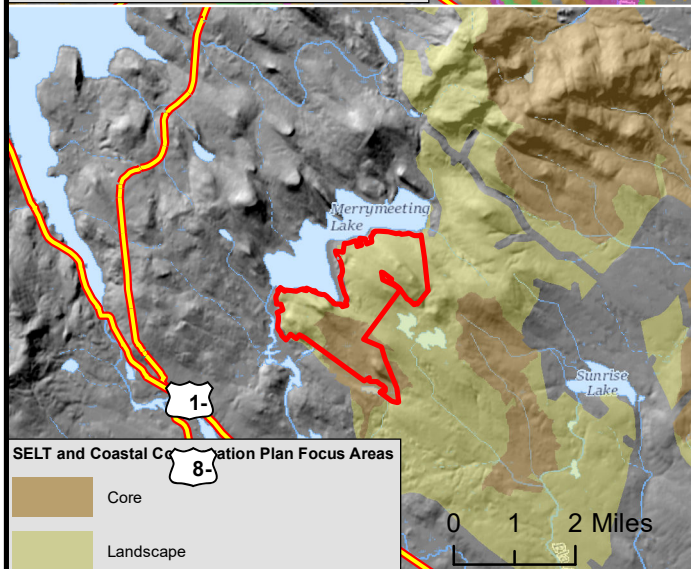 Merrymeeting
Lake
Sunrise
Lake
1-
8-
SELT and Coastal Co ation Plan Focus Areas
Core
Landscape
0 1 2 Miles